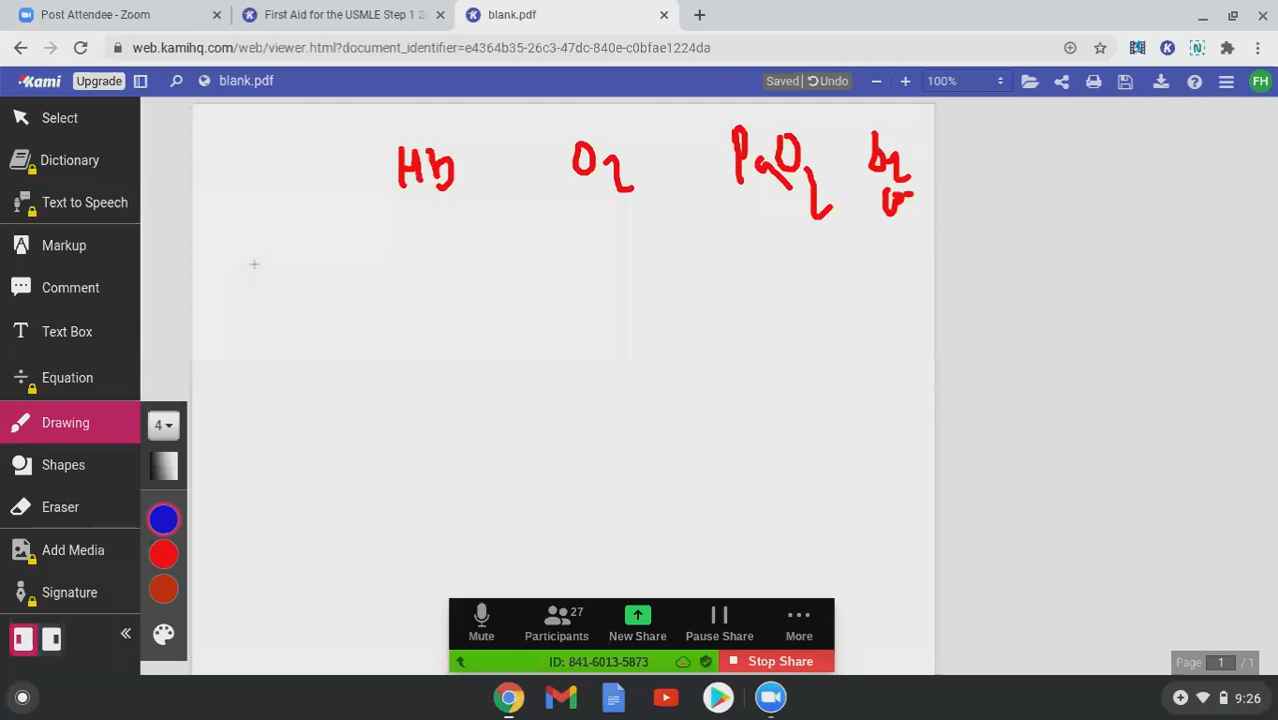 Post Attendee - Zoom
First Aid for the USMLE Step 1 2
blank.pdf
web.kamihq.com/web/viewer.html?document_identifier=e4364b35-26c3-47dc-840e-c0bfae1224da
Kami Upgrade blank.pdf Saved Undo 100% FH
Select
Dictionary
Text to Speech
Markup
Comment
Text Box
Equation
Drawing
Shapes
Eraser
Add Media
Signature
4
Hb O2 PaO2
27
Mute Participants New Share Pause Share More
ID: 841-6013-5873 Stop Share
Page 1 / 1
9:26